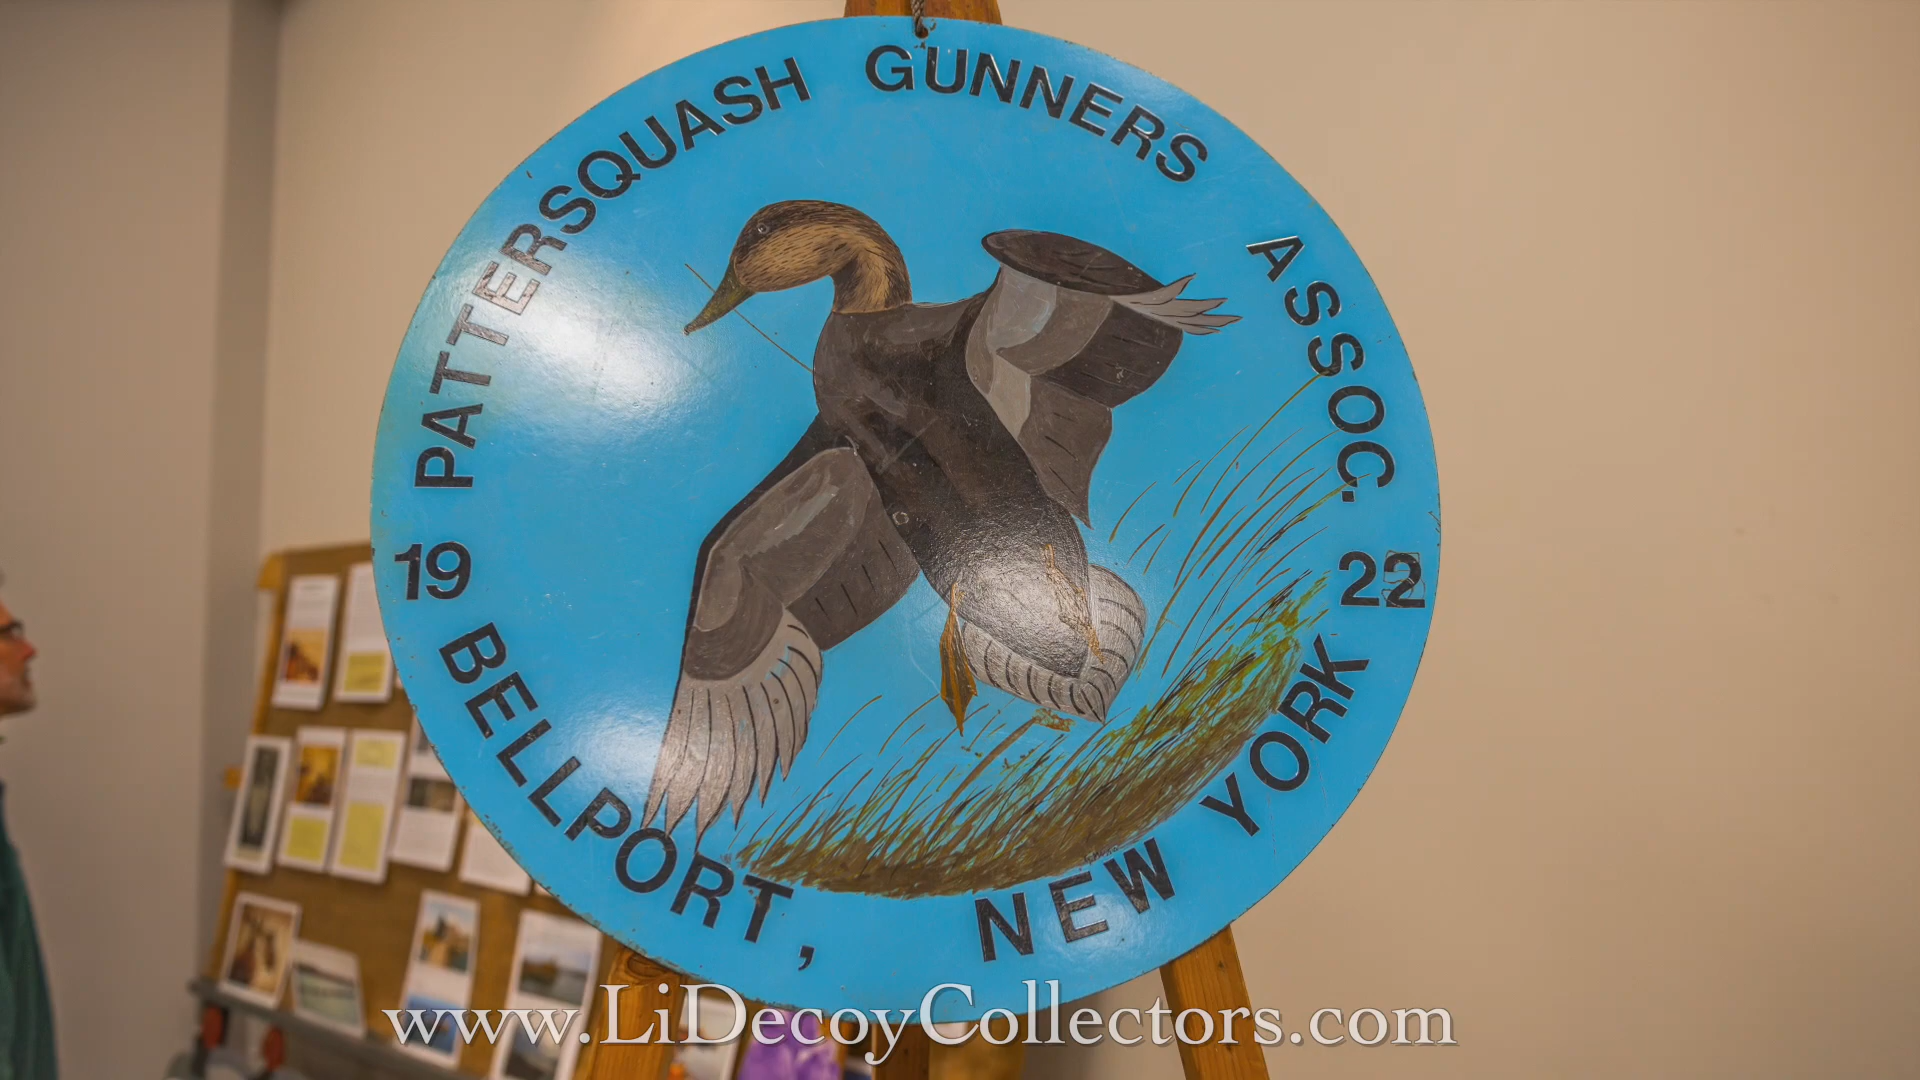 PATTERSQUASH GUNNERS ASSOC.
19 22
BELLPORT, NEW YORK
www.LiDecoyCollectors.com